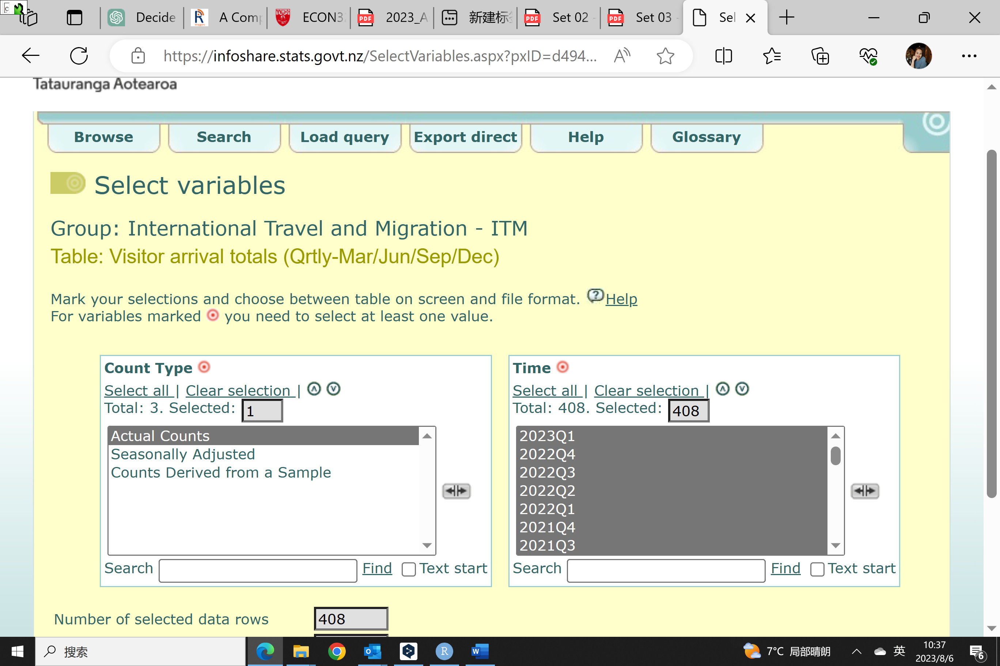 Decide
A Comp
ECON3
2023_A
新建标
Set 02 -
Set 03 -
Sel
https://infoshare.stats.govt.nz/SelectVariables.aspx?pxID=d494...
Tatauranga Aotearoa
Browse
Search
Load query
Export direct
Help
Glossary
Select variables
Group: International Travel and Migration - ITM
Table: Visitor arrival totals (Qrtly-Mar/Jun/Sep/Dec)
Mark your selections and choose between table on screen and file format. Help
For variables marked you need to select at least one value.
Count Type
Select all | Clear selection |
Total: 3. Selected: 1
Actual Counts
Seasonally Adjusted
Counts Derived from a Sample
Search Find Text start
Time
Select all | Clear selection |
Total: 408. Selected: 408
2023Q1
2022Q4
2022Q3
2022Q2
2022Q1
2021Q4
2021Q3
Search Find Text start
Number of selected data rows 408
搜索
7°C 局部晴朗
英
10:37
2023/8/6
6